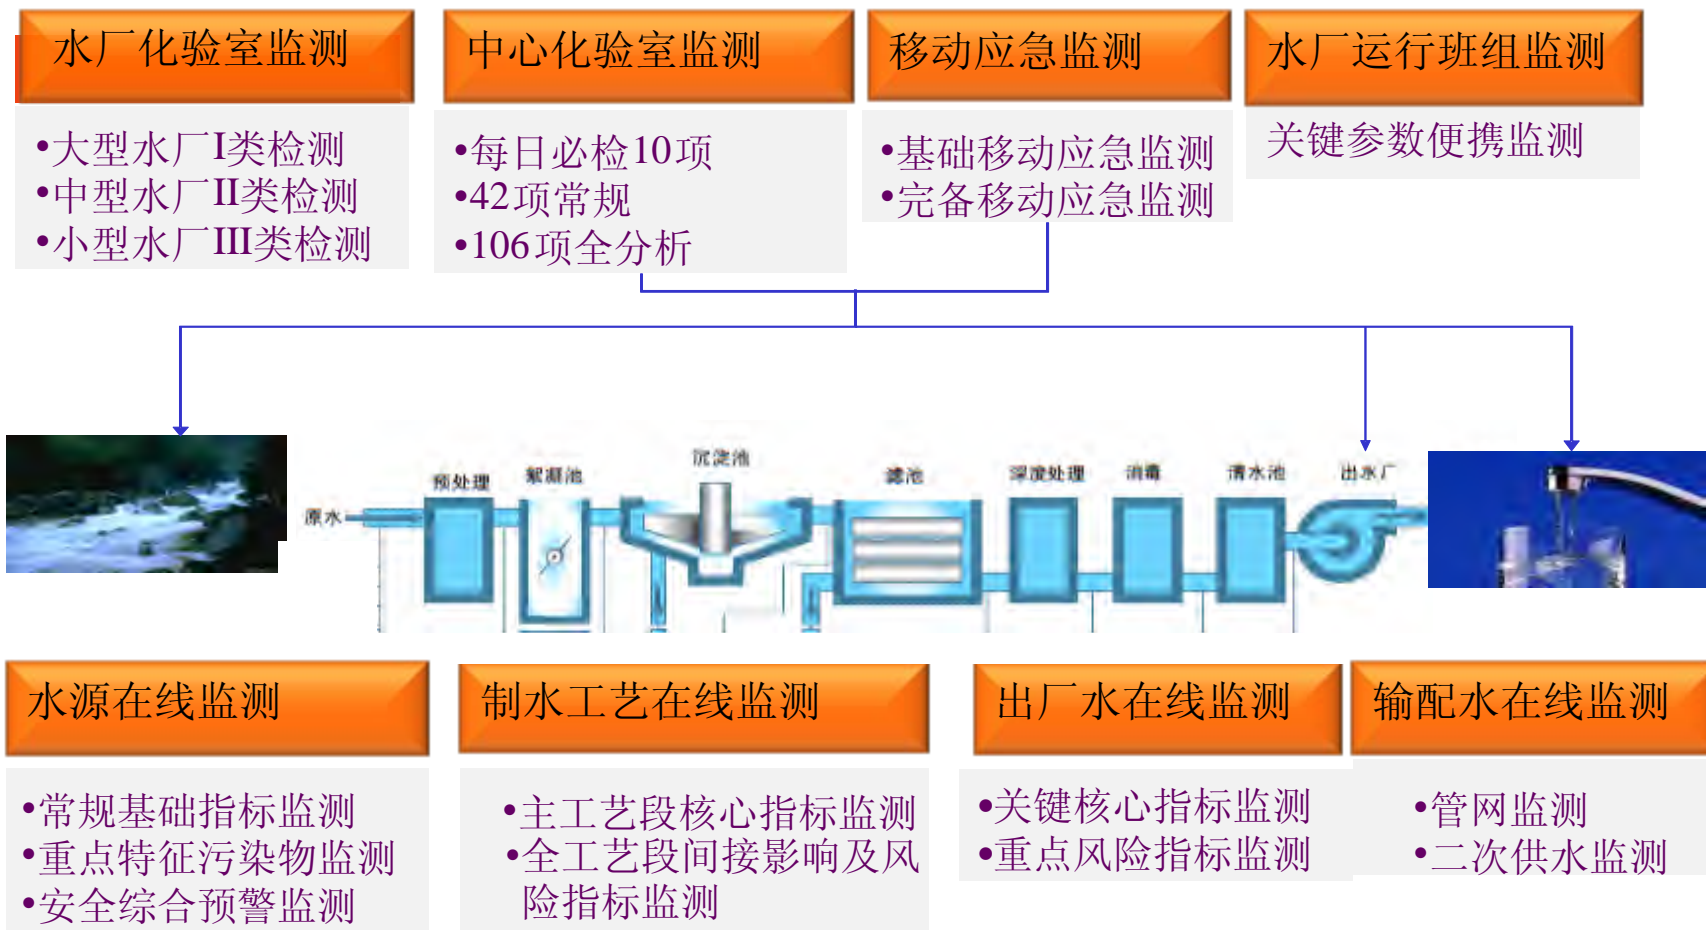 水厂化验室监测
•大型水厂I类检测
•中型水厂II类检测
•小型水厂III类检测
中心化验室监测
•每日必检10项
•42项常规
•106项全分析
移动应急监测
•基础移动应急监测
•完备移动应急监测
水厂运行班组监测
关键参数便携监测
原水
预处理
絮凝池
沉淀池
滤池
深度处理
消毒
清水池
出水厂
水源在线监测
•常规基础指标监测
•重点特征污染物监测
•安全综合预警监测
制水工艺在线监测
•主工艺段核心指标监测
•全工艺段间接影响及风
险指标监测
出厂水在线监测
•关键核心指标监测
•重点风险指标监测
输配水在线监测
•管网监测
•二次供水监测